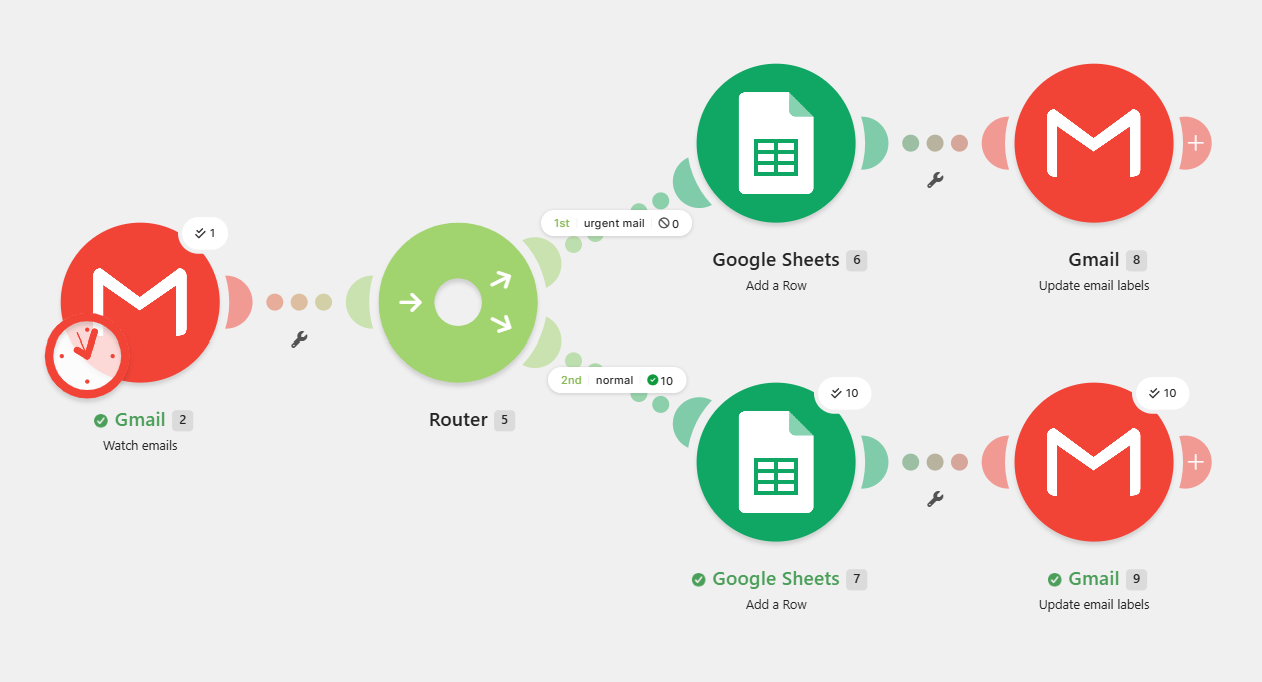 1
Gmail 2
Watch emails
Router 5
1st urgent mail 0
2nd normal 10
Google Sheets 6
Add a Row
Gmail 8
Update email labels
10
Google Sheets 7
Add a Row
10
Gmail 9
Update email labels